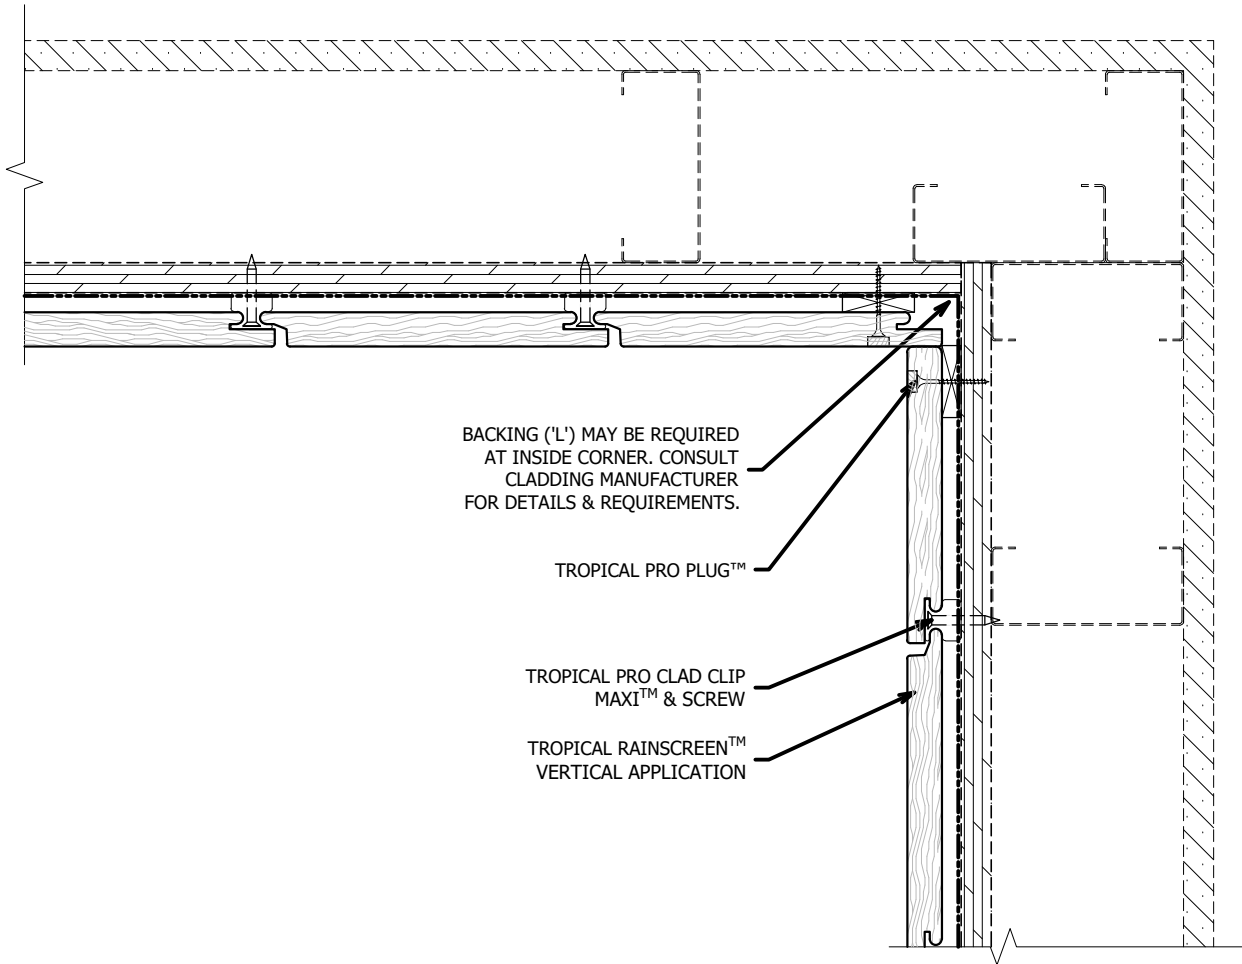 BACKING ('L') MAY BE REQUIRED
AT INSIDE CORNER. CONSULT
CLADDING MANUFACTURER
FOR DETAILS & REQUIREMENTS.
TROPICAL PRO PLUG™
TROPICAL PRO CLAD CLIP
MAXI™ & SCREW
TROPICAL RAINSCREEN™
VERTICAL APPLICATION